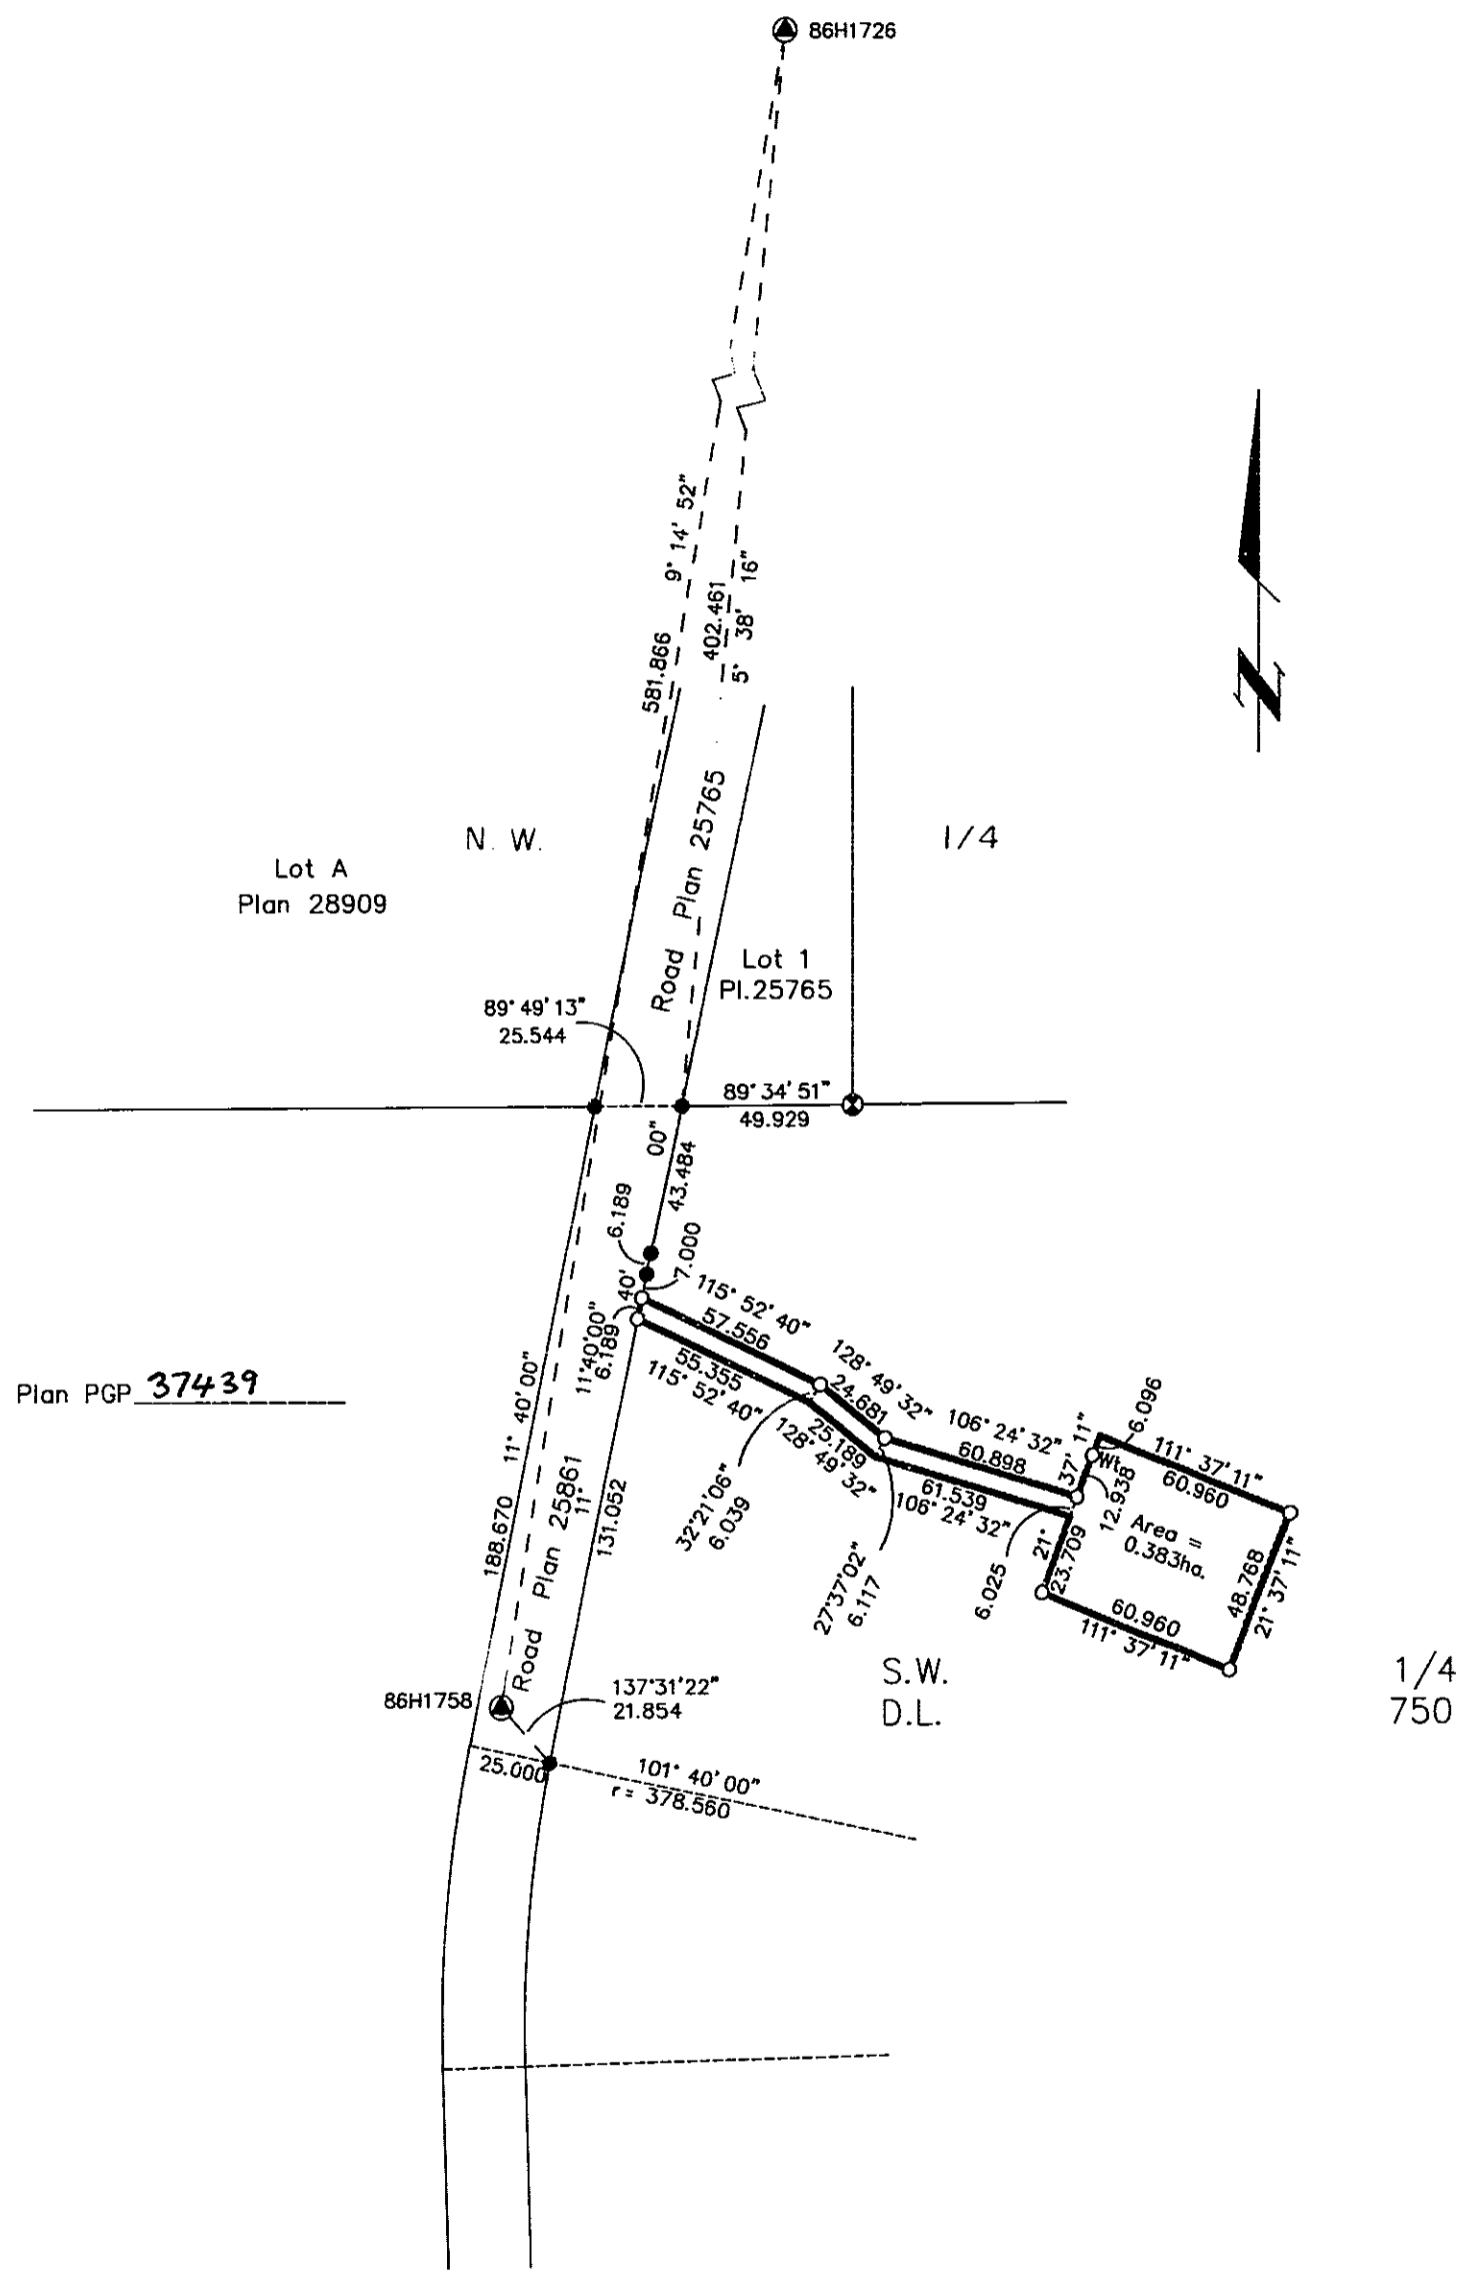 86H1726
9° 14' 52"
581.866
402.461
5° 38' 16"
N
Road Plan 25765
N. W.
1/4
Lot A
Plan 28909
Lot 1
Pl.25765
89° 49' 13"
25.544
89° 34' 51"
49.929
00"
43.484
6.189
7.000
40'
11°40'00"
6.189
115° 52' 40"
57.556
55.355
115° 52' 40"
128° 49' 32"
24.681
25.189
128° 49' 32"
106° 24' 32"
60.898
61.539
106° 24' 32"
37' 11"
6.096
Wt.
12.938
111° 37' 11"
60.960
Area =
0.383ha.
48.768
21° 37' 11"
21°
23.709
60.960
111° 37' 11"
6.025
32°21'06"
6.039
27°37'02"
6.117
Plan PGP 37439
11° 40' 00"
188.670
Road Plan 25861
11°
131.052
S.W.
1/4
D.L.
750
86H1758
137°31'22"
21.854
25.000
101° 40' 00"
r = 378.560